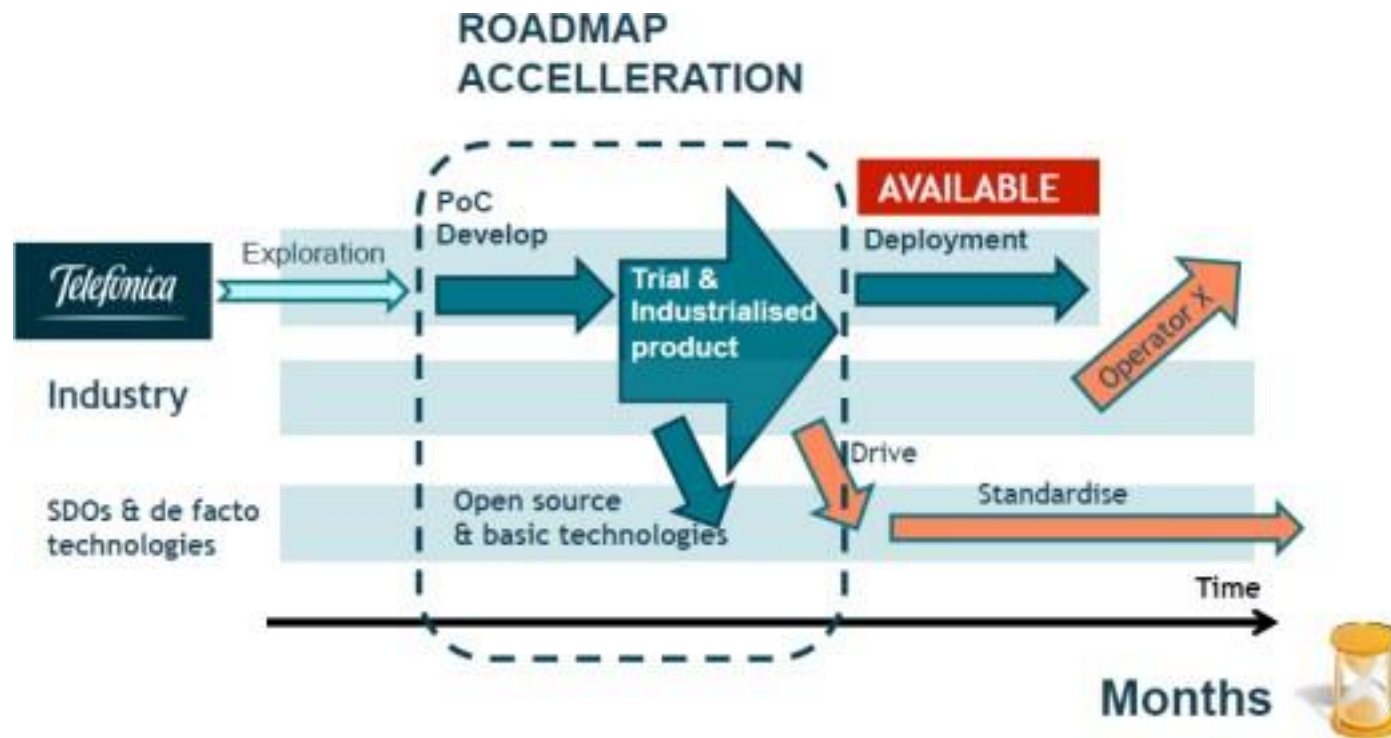 ROADMAP
ACCELLERATION
AVAILABLE
PoC
Develop
Deployment
Exploration
Telefonica
Trial &
Industrialised
product
Operator X
Industry
Drive
Standardise
SDOs & de facto
technologies
Open source
& basic technologies
Time
Months